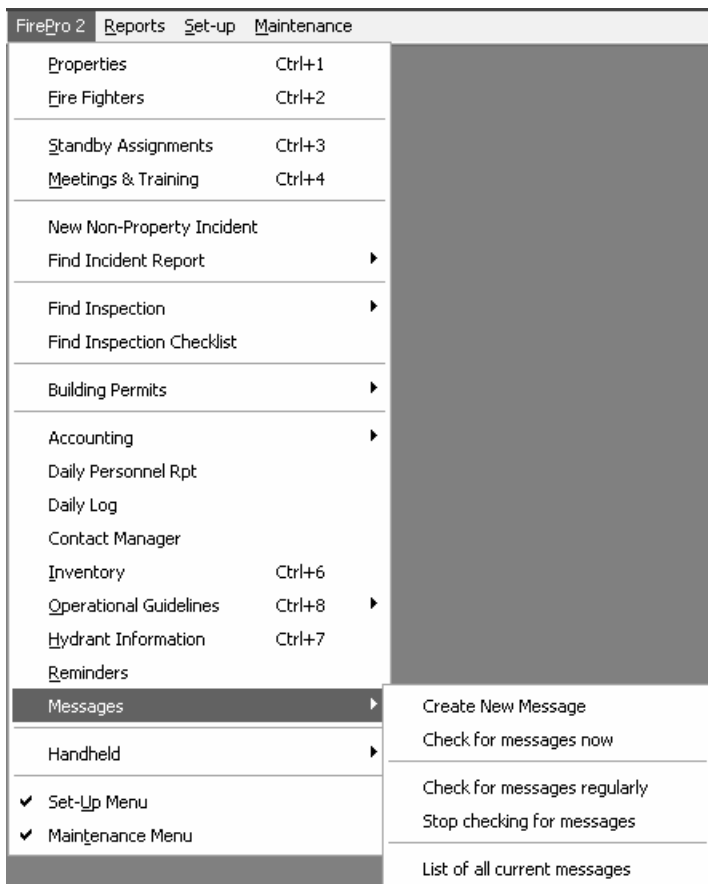 FirePro 2 Reports Set-up Maintenance
Properties Ctrl+1
Fire Fighters Ctrl+2
Standby Assignments Ctrl+3
Meetings & Training Ctrl+4
New Non-Property Incident
Find Incident Report
Find Inspection
Find Inspection Checklist
Building Permits
Accounting
Daily Personnel Rpt
Daily Log
Contact Manager
Inventory Ctrl+6
Operational Guidelines Ctrl+8
Hydrant Information Ctrl+7
Reminders
Messages
Handheld
Set-Up Menu
Maintenance Menu
Create New Message
Check for messages now
Check for messages regularly
Stop checking for messages
List of all current messages